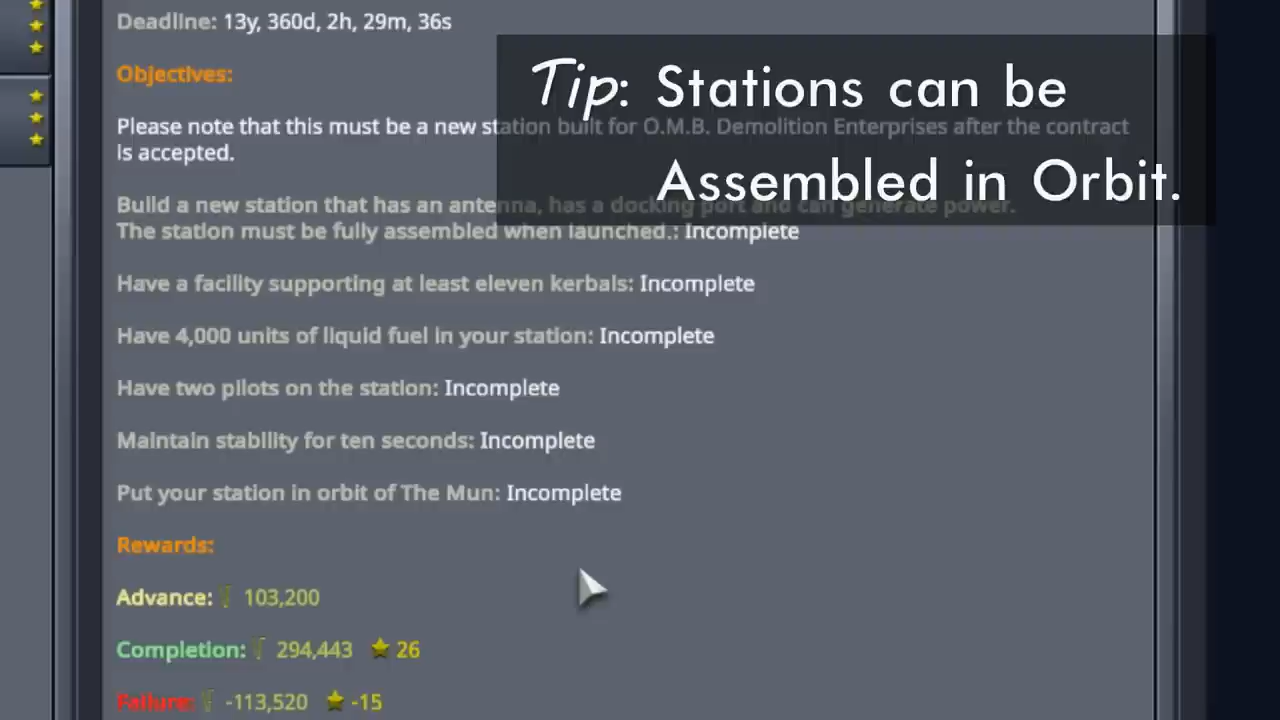 Deadline: 13y, 360d, 2h, 29m, 36s
Tip: Stations can be
Assembled in Orbit.
Objectives:
Please note that this must be a new station built for O.M.B. Demolition Enterprises after the contract
is accepted.
Build a new station that has an antenna, has a docking port and can generate power.
The station must be fully assembled when launched.: Incomplete
Have a facility supporting at least eleven kerbals: Incomplete
Have 4,000 units of liquid fuel in your station: Incomplete
Have two pilots on the station: Incomplete
Maintain stability for ten seconds: Incomplete
Put your station in orbit of The Mun: Incomplete
Rewards:
Advance: 103,200
Completion: 294,443 26
Failure: -113,520 -15